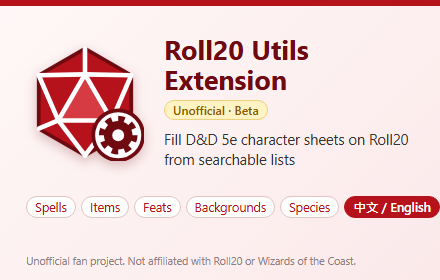 Roll20 Utils
Extension
Unofficial · Beta
Fill D&D 5e character sheets on Roll20
from searchable lists
Spells Items Feats Backgrounds Species 中文 / English
Unofficial fan project. Not affiliated with Roll20 or Wizards of the Coast.